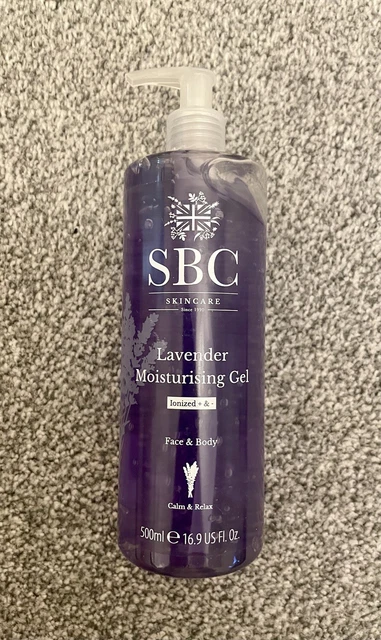 SBC
SKINCARE
Since 1991
Lavender
Moisturising Gel
Ionized + & -
Face & Body
Calm & Relax
500ml ℮ 16.9 US Fl. Oz.